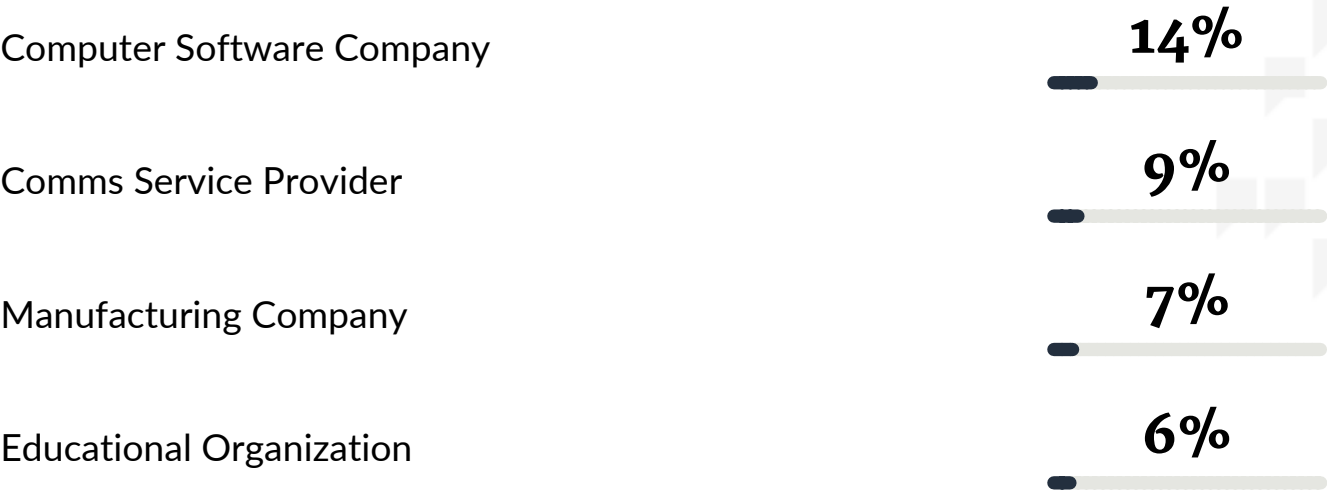 Computer Software Company 14%
Comms Service Provider 9%
Manufacturing Company 7%
Educational Organization 6%